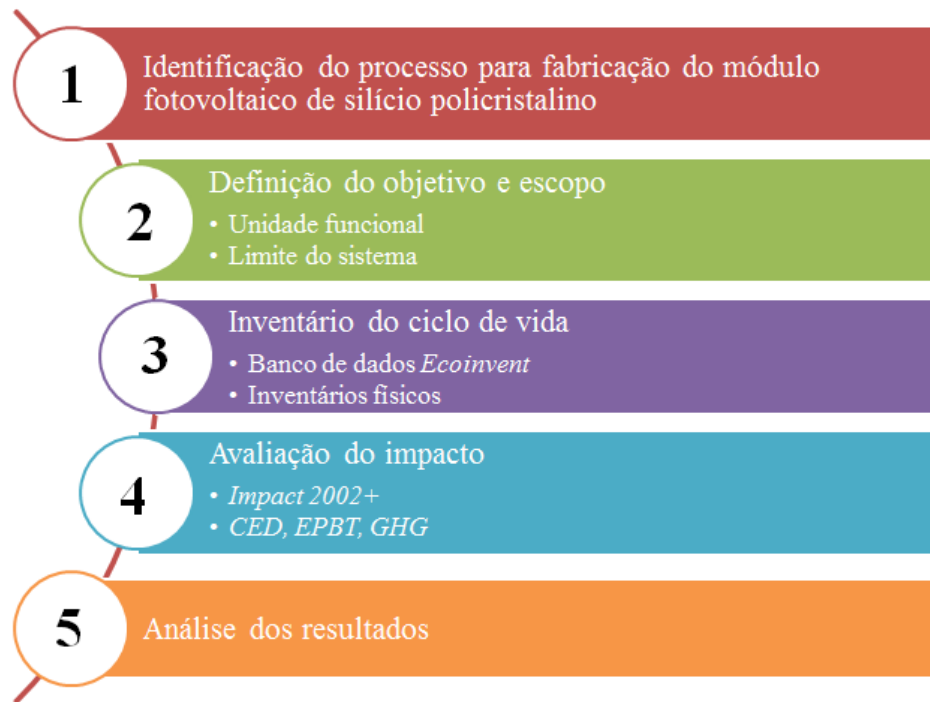 1
Identificação do processo para fabricação do módulo
fotovoltaico de silício policristalino
2
Definição do objetivo e escopo
• Unidade funcional
• Limite do sistema
3
Inventário do ciclo de vida
• Banco de dados Ecoinvent
• Inventários físicos
4
Avaliação do impacto
• Impact 2002+
• CED, EPBT, GHG
5
Análise dos resultados